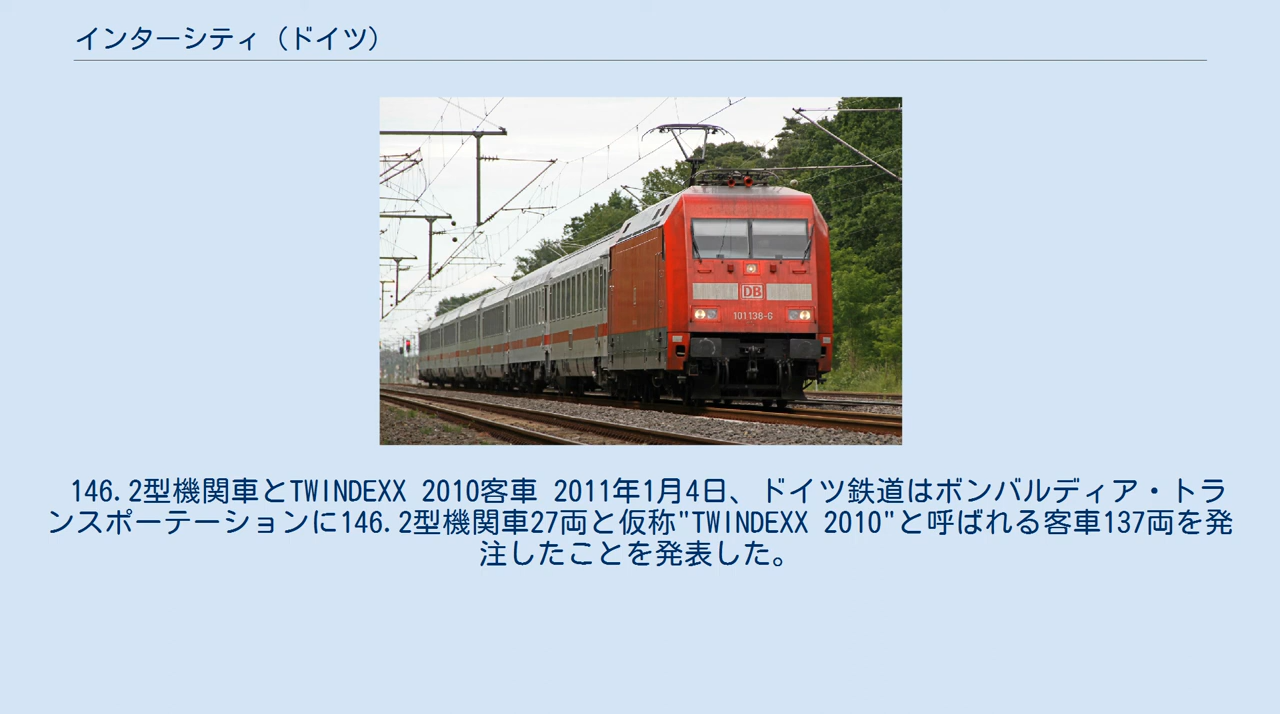 インターシティ（ドイツ）
DB
101 138-6
146.2型機関車とTWINDEXX 2010客車 2011年1月4日、ドイツ鉄道はボンバルディア・トラ
ンスポーテーションに146.2型機関車27両と仮称"TWINDEXX 2010"と呼ばれる客車137両を発
注したことを発表した。